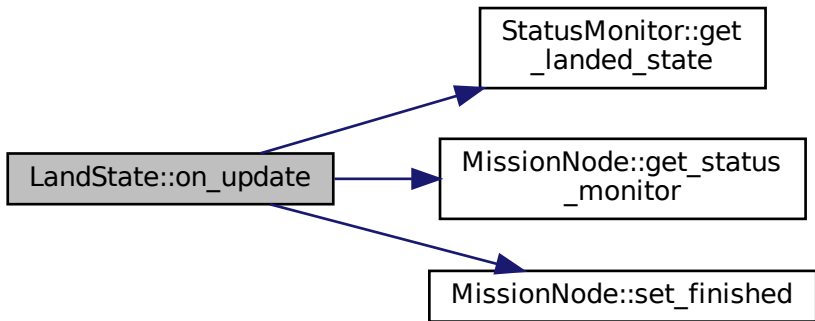 StatusMonitor::get
_landed_state
LandState::on_update
MissionNode::get_status
_monitor
MissionNode::set_finished